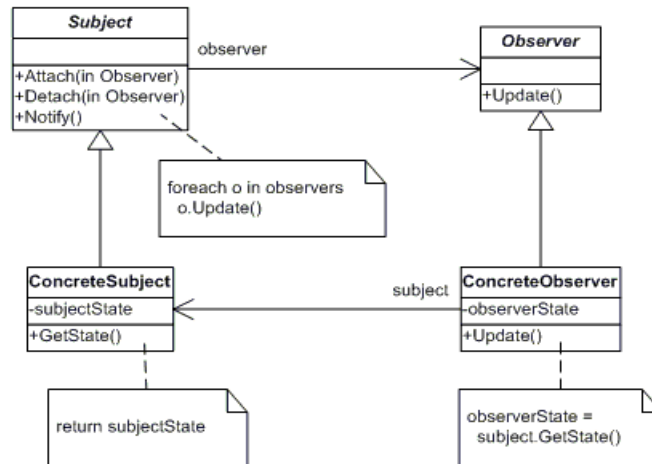 Subject
observer
Observer
+Attach(in Observer)
+Detach(in Observer)
+Notify()
+Update()
foreach o in observers
o.Update()
ConcreteSubject
-subjectState
+GetState()
subject
ConcreteObserver
-observerState
+Update()
return subjectState
observerState =
subject.GetState()